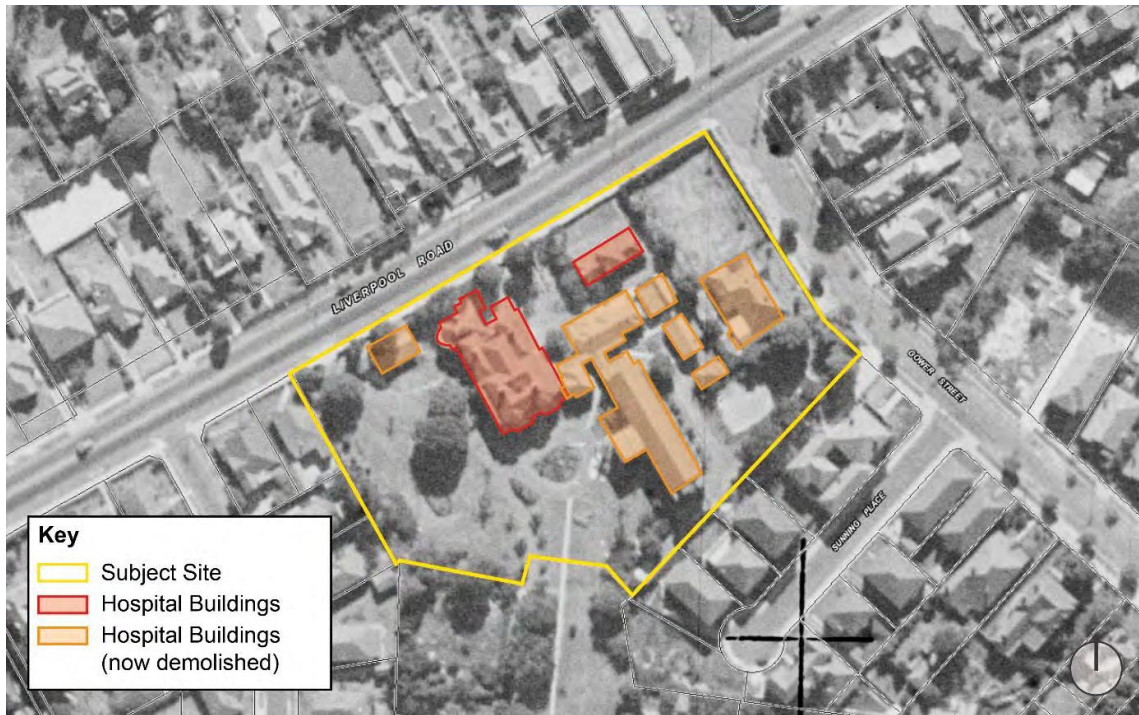 LIVERPOOL ROAD
GOWER STREET
SUNNING PLACE
Key
Subject Site
Hospital Buildings
Hospital Buildings
(now demolished)